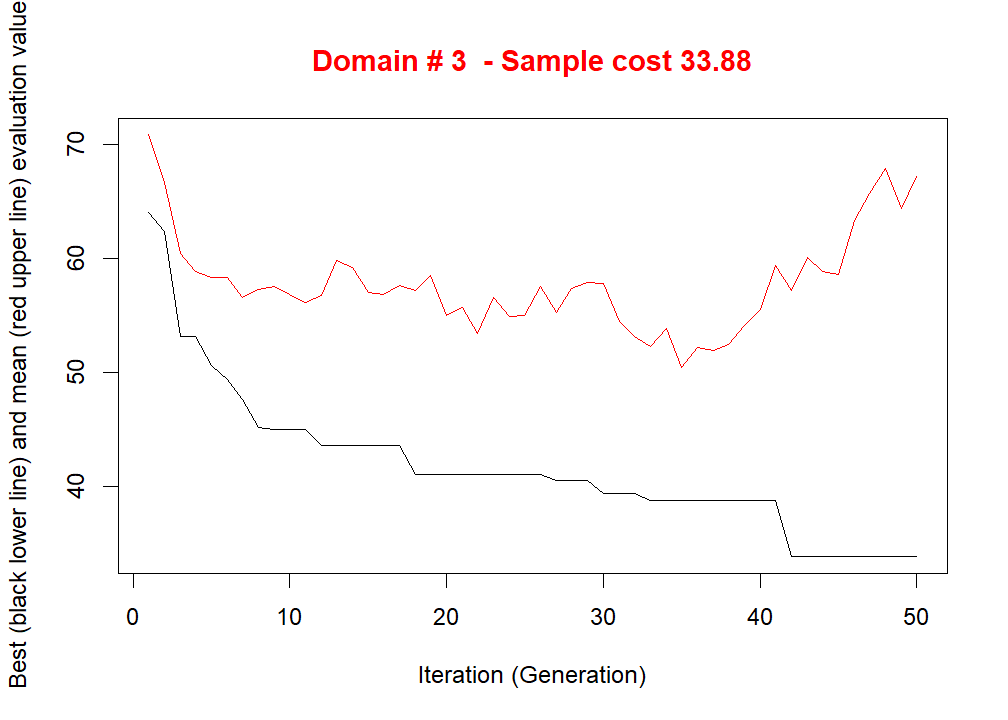 Domain # 3  - Sample cost 33.88
Best (black lower line) and mean (red upper line) evaluation value
70
60
50
40
0 10 20 30 40 50
Iteration (Generation)